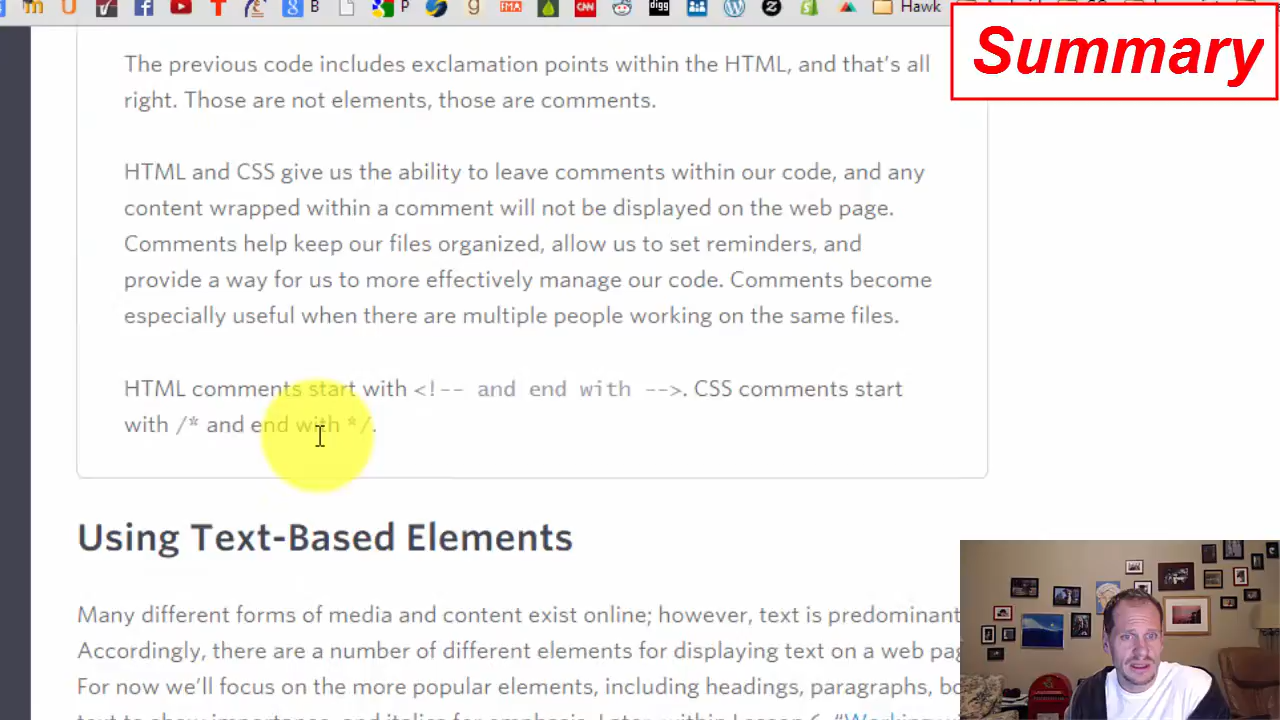 B
P
Hawk
Summary
The previous code includes exclamation points within the HTML, and that's all
right. Those are not elements, those are comments.
HTML and CSS give us the ability to leave comments within our code, and any
content wrapped within a comment will not be displayed on the web page.
Comments help keep our files organized, allow us to set reminders, and
provide a way for us to more effectively manage our code. Comments become
especially useful when there are multiple people working on the same files.
HTML comments start with <!-- and end with -->. CSS comments start
with /* and end with */.
Using Text-Based Elements
Many different forms of media and content exist online; however, text is predominant
Accordingly, there are a number of different elements for displaying text on a web
For now we'll focus on the more popular elements, including headings, paragraphs,